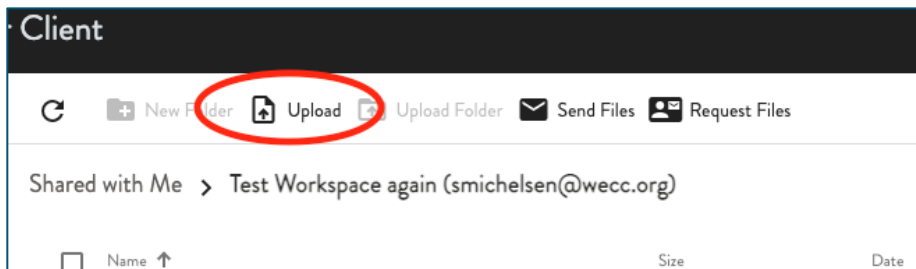 Client
New Folder Upload Upload Folder Send Files Request Files
Shared with Me > Test Workspace again (smichelsen@wecc.org)
Name Size Date